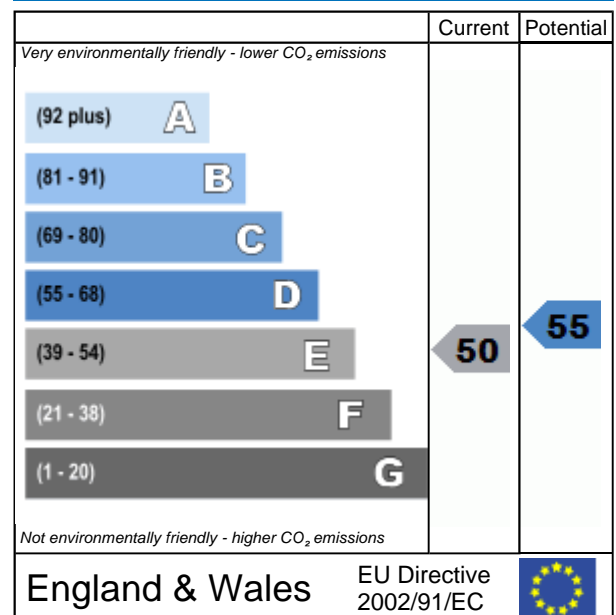 Current Potential
Very environmentally friendly - lower CO₂ emissions
(92 plus) A
(81 - 91) B
(69 - 80) C
(55 - 68) D
(39 - 54) E
50
55
(21 - 38) F
(1 - 20) G
Not environmentally friendly - higher CO₂ emissions
England & Wales
EU Directive
2002/91/EC